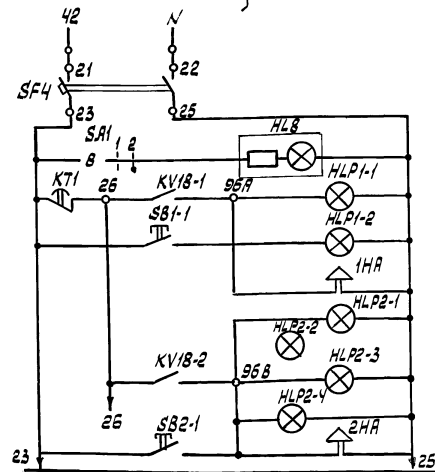 42 N
21 22
SF4
23 25
SA1 1 2 HL8
8
KT1 26 KV18-1 96A HLP1-1
SB1-1 HLP1-2
1HA
HLP2-1
HLP2-2
KV18-2 96B HLP2-3
26 HLP2-4
SB2-1 2HA
23 25